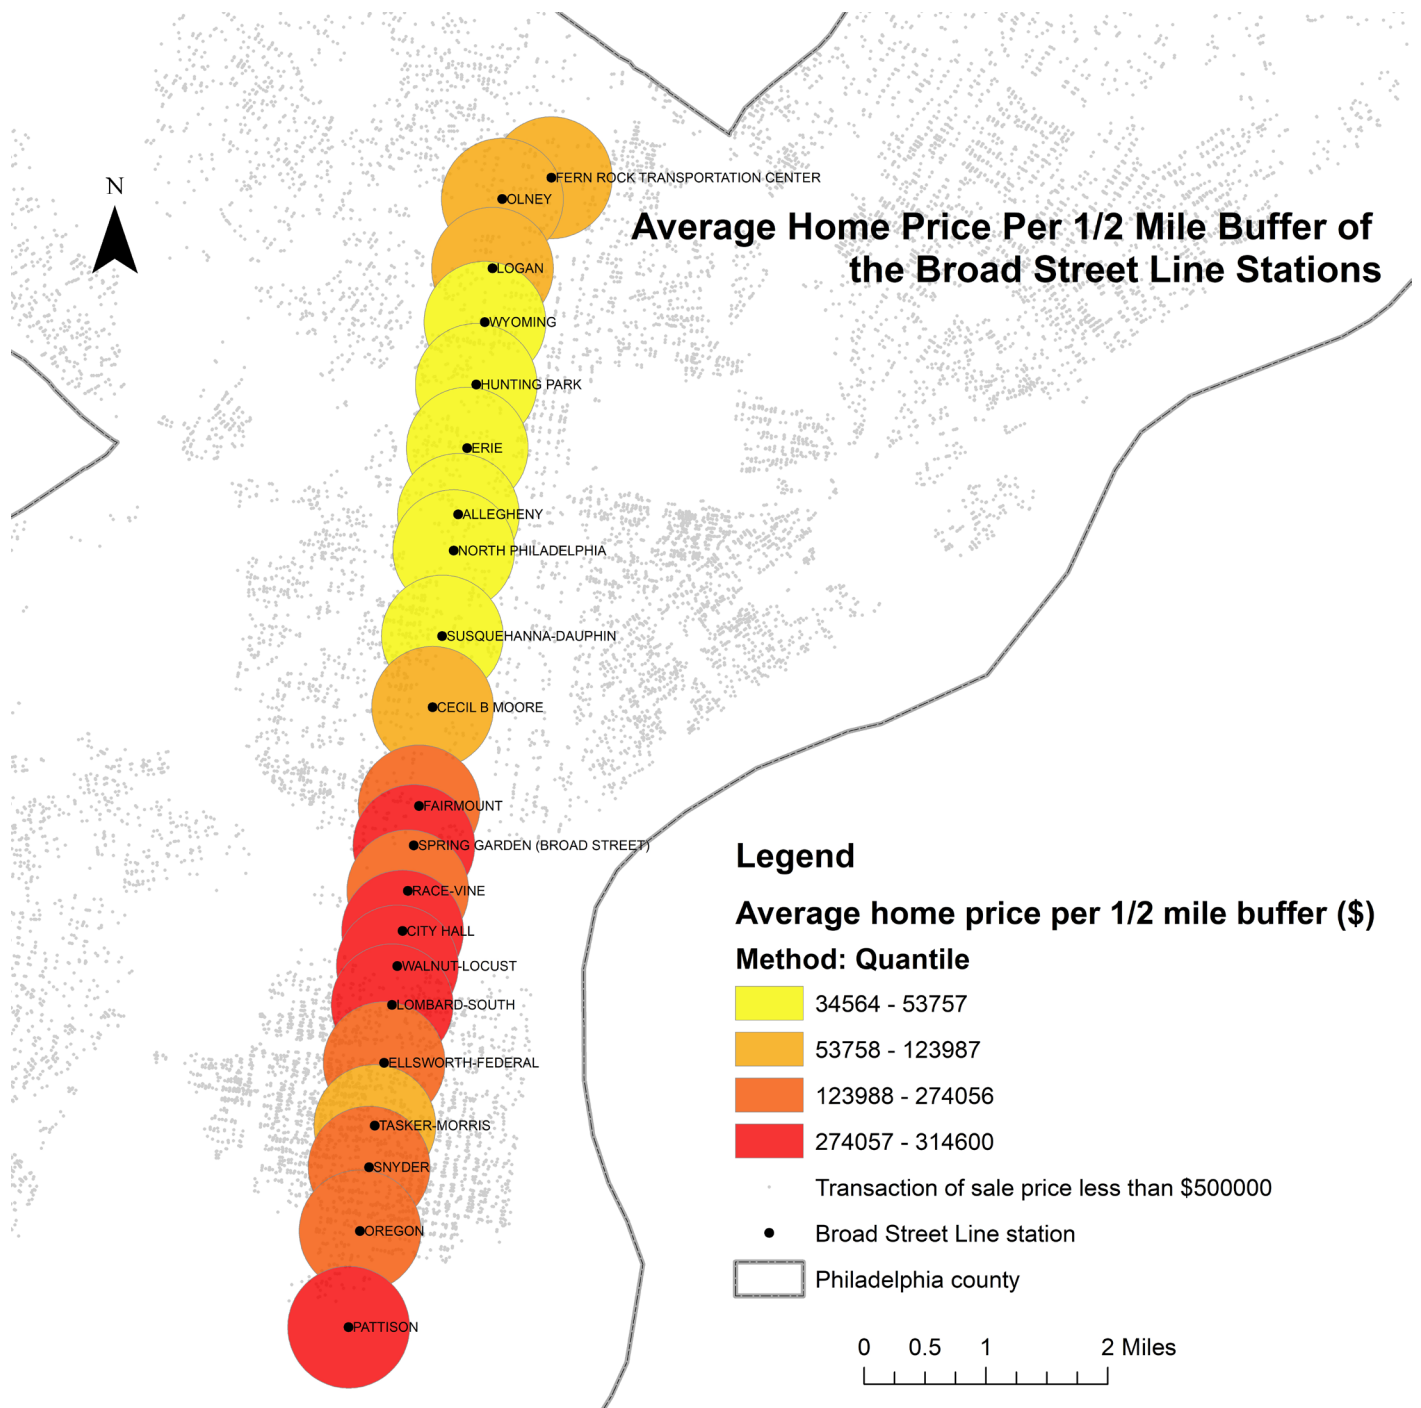 N
FERN ROCK TRANSPORTATION CENTER
OLNEY
Average Home Price Per 1/2 Mile Buffer of
the Broad Street Line Stations
LOGAN
WYOMING
HUNTING PARK
ERIE
ALLEGHENY
NORTH PHILADELPHIA
SUSQUEHANNA-DAUPHIN
CECIL B MOORE
FAIRMOUNT
SPRING GARDEN (BROAD STREET)
RACE-VINE
CITY HALL
WALNUT-LOCUST
LOMBARD-SOUTH
ELLSWORTH-FEDERAL
TASKER-MORRIS
SNYDER
OREGON
PATTISON
Legend
Average home price per 1/2 mile buffer ($)
Method: Quantile
34564 - 53757
53758 - 123987
123988 - 274056
274057 - 314600
Transaction of sale price less than $500000
Broad Street Line station
Philadelphia county
0 0.5 1 2 Miles